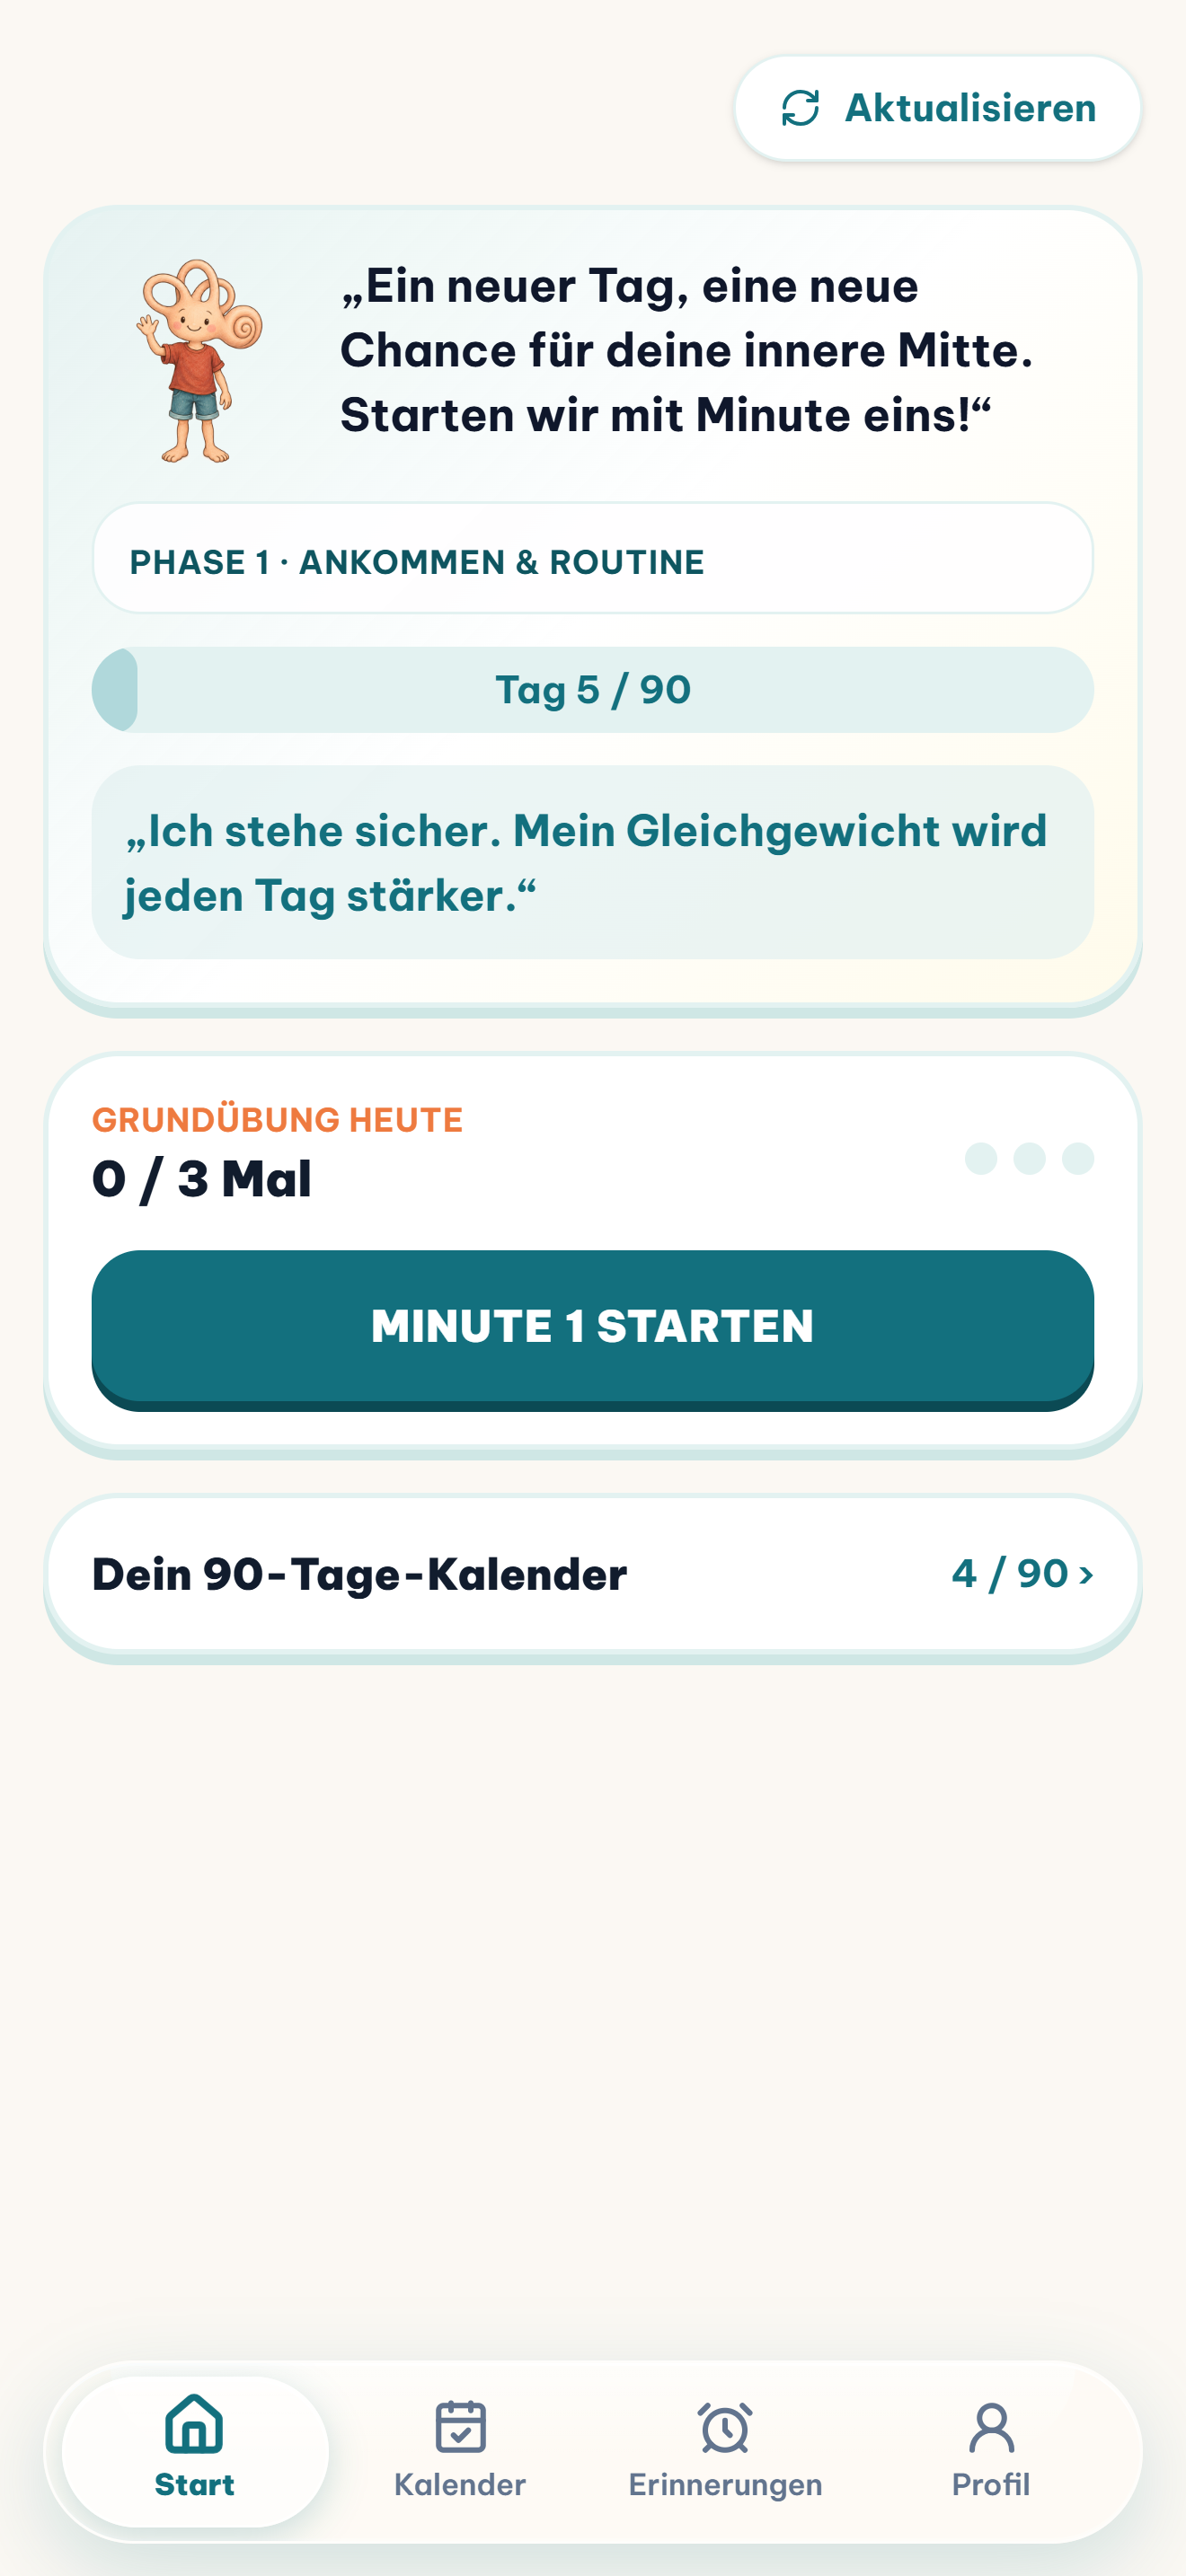 Aktualisieren
„Ein neuer Tag, eine neue
Chance für deine innere Mitte.
Starten wir mit Minute eins!“
PHASE 1 · ANKOMMEN & ROUTINE
Tag 5 / 90
„Ich stehe sicher. Mein Gleichgewicht wird
jeden Tag stärker.“
GRUNDÜBUNG HEUTE
0 / 3 Mal
MINUTE 1 STARTEN
Dein 90-Tage-Kalender
4 / 90 ›
Start
Kalender
Erinnerungen
Profil